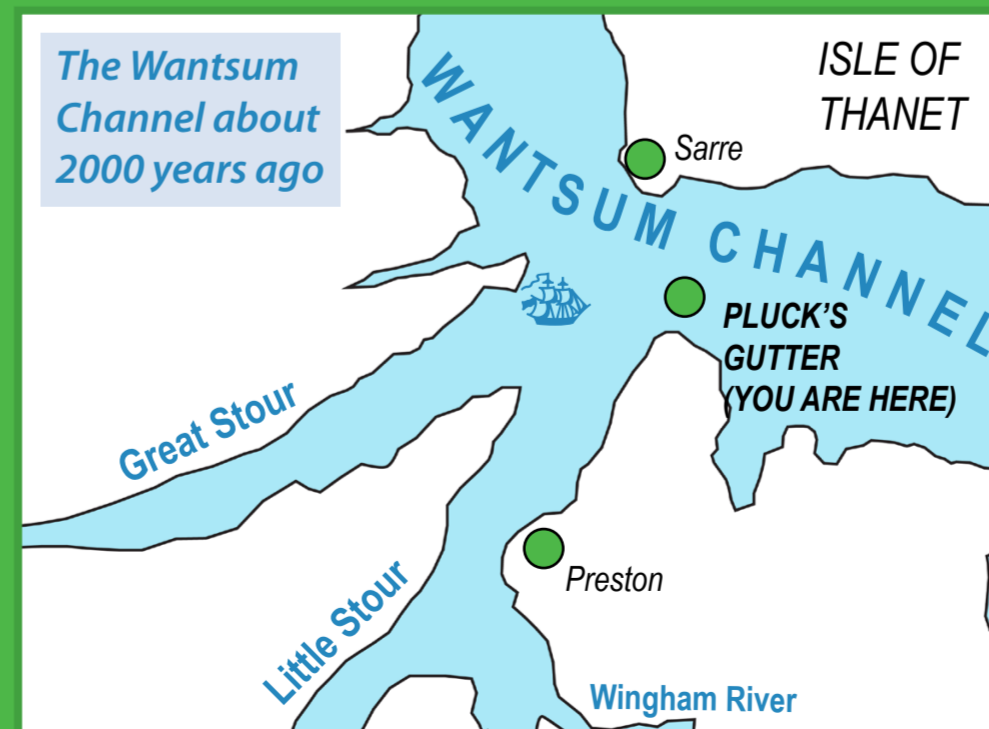 The Wantsum
Channel about
2000 years ago
ISLE OF
THANET
Sarre
WANTSUM CHANNEL
PLUCK'S
GUTTER
(YOU ARE HERE)
Great Stour
Preston
Little Stour
Wingham River